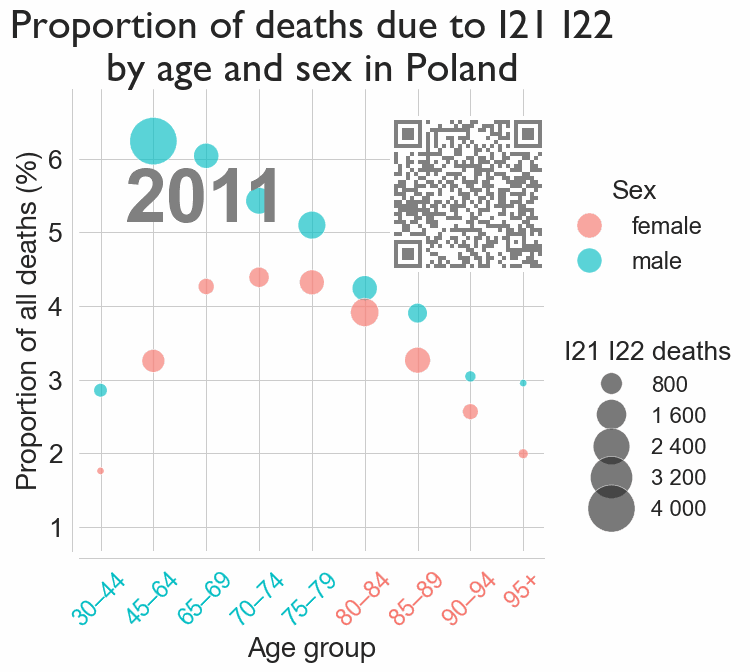 Proportion of deaths due to I21 I22
by age and sex in Poland
Proportion of all deaths (%)
6
5
4
3
2
1
2011
30–44
45–64
65–69
70–74
75–79
80–84
85–89
90–94
95+
Age group
Sex
female
male
I21 I22 deaths
800
1 600
2 400
3 200
4 000